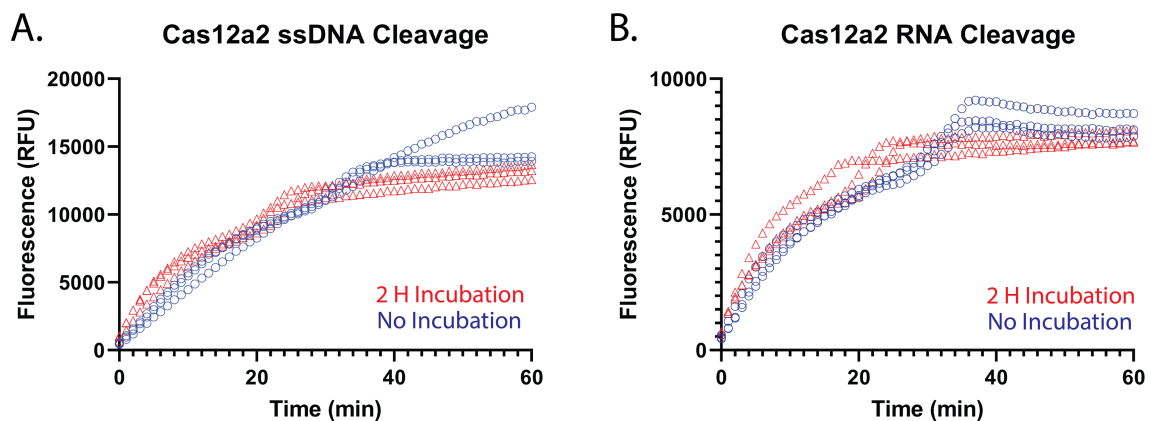 A.
Cas12a2 ssDNA Cleavage
20000
15000
10000
5000
0
Fluorescence (RFU)
2 H Incubation
No Incubation
0
20
40
60
Time (min)
B.
Cas12a2 RNA Cleavage
10000
5000
0
Fluorescence (RFU)
2 H Incubation
No Incubation
0
20
40
60
Time (min)